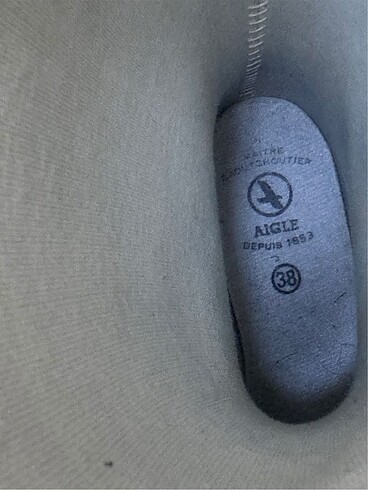 MAITRE
CAOUTCHOUTIER
AIGLE
DEPUIS 1853
38